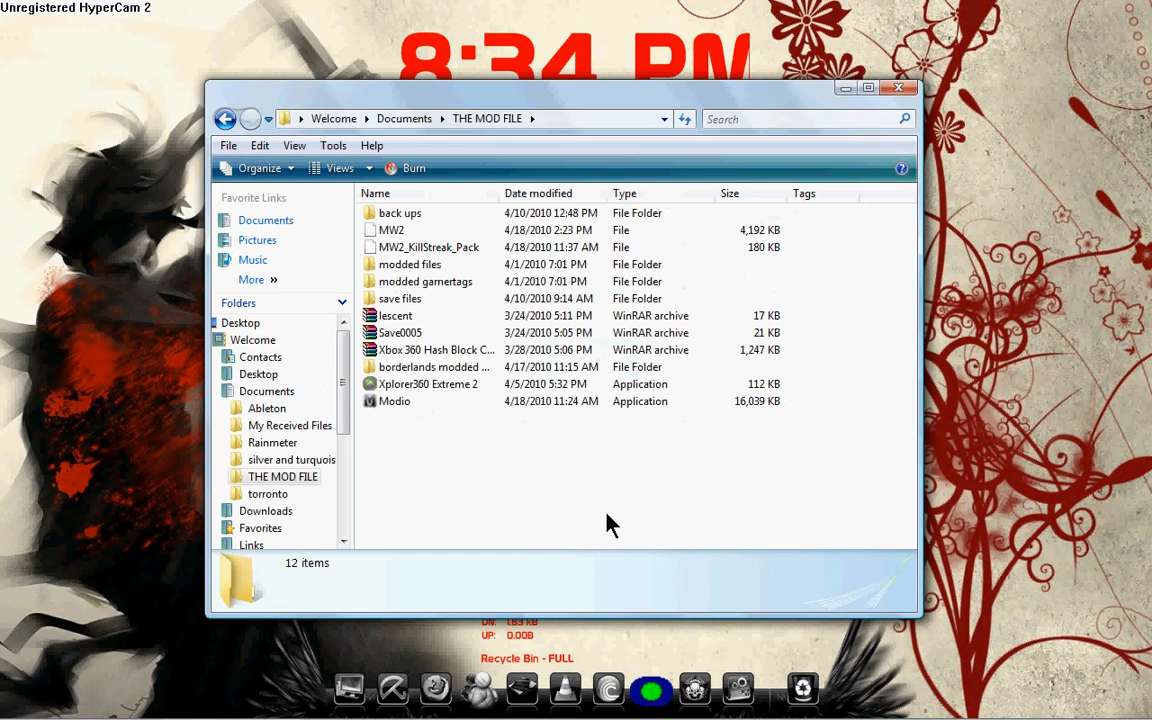 Unregistered HyperCam 2
8:34 PM
Welcome Documents THE MOD FILE Search
File Edit View Tools Help
Organize Views Burn
Favorite Links
Documents
Pictures
Music
More »
Folders
Desktop
Welcome
Contacts
Desktop
Documents
Ableton
My Received Files
Rainmeter
silver and turquois
THE MOD FILE
torronto
Downloads
Favorites
Links
Name Date modified Type Size Tags
back ups 4/10/2010 12:48 PM File Folder
MW2 4/18/2010 2:23 PM File 4,192 KB
MW2_KillStreak_Pack 4/18/2010 11:37 AM File 180 KB
modded files 4/1/2010 7:01 PM File Folder
modded gamertags 4/1/2010 7:01 PM File Folder
save files 4/10/2010 9:14 AM File Folder
lescent 3/24/2010 5:11 PM WinRAR archive 17 KB
Save0005 3/24/2010 5:05 PM WinRAR archive 21 KB
Xbox 360 Hash Block C... 3/28/2010 5:06 PM WinRAR archive 1,247 KB
borderlands modded ... 4/17/2010 11:15 AM File Folder
Xplorer360 Extreme 2 4/5/2010 5:32 PM Application 112 KB
Modio 4/18/2010 11:24 AM Application 16,039 KB
12 items
DN: 1.63 kB
UP: 0.00B
Recycle Bin - FULL